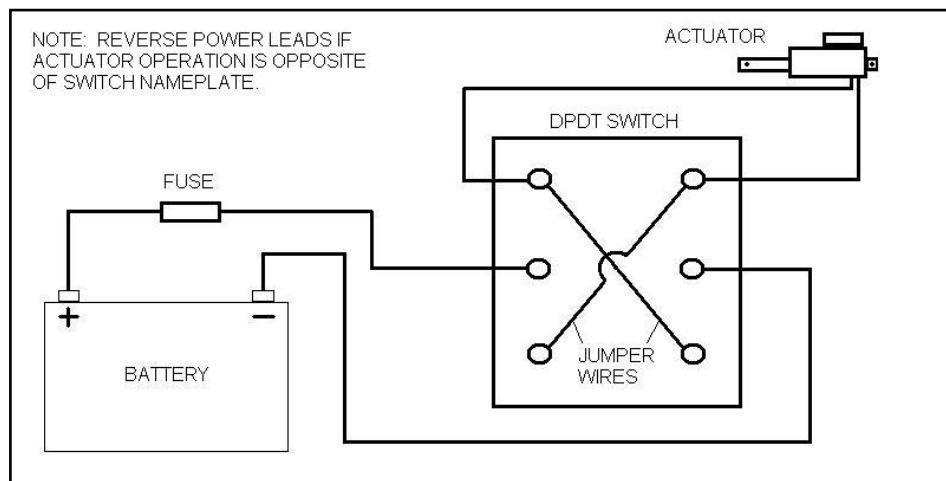 NOTE: REVERSE POWER LEADS IF
ACTUATOR OPERATION IS OPPOSITE
OF SWITCH NAMEPLATE.
ACTUATOR
DPDT SWITCH
FUSE
+
–
BATTERY
JUMPER
WIRES